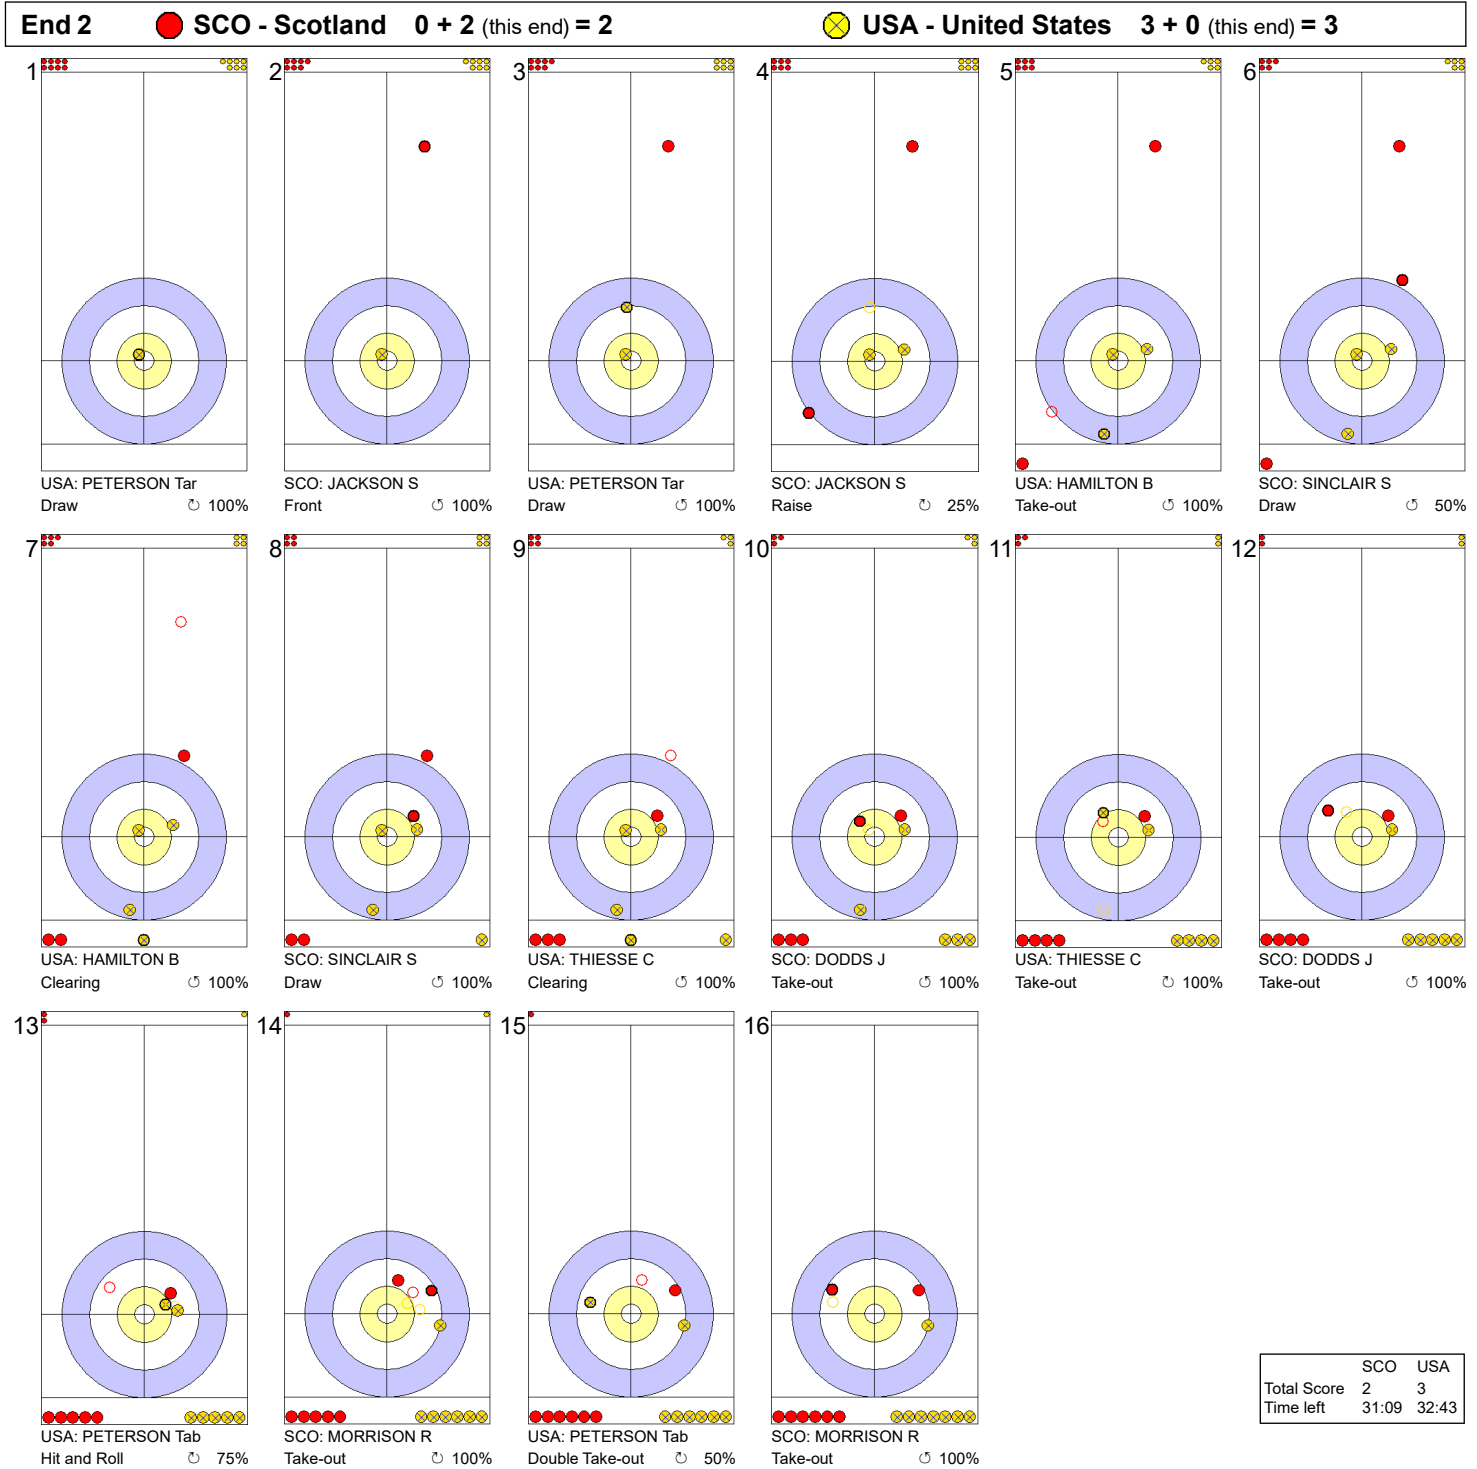 End 2 SCO - Scotland 0 + 2 (this end) = 2 USA - United States 3 + 0 (this end) = 3
1 2 3 4 5 6
USA: PETERSON Tar SCO: JACKSON S USA: PETERSON Tar SCO: JACKSON S USA: HAMILTON B SCO: SINCLAIR S
Draw ↻ 100% Front ↺ 100% Draw ↺ 100% Raise ↺ 25% Take-out ↻ 100% Draw ↺ 50%
7 8 9 10 11 12
USA: HAMILTON B SCO: SINCLAIR S USA: THIESSE C SCO: DODDS J USA: THIESSE C SCO: DODDS J
Clearing ↺ 100% Draw ↺ 100% Clearing ↺ 100% Take-out ↺ 100% Take-out ↺ 100% Take-out ↺ 100%
13 14 15 16
USA: PETERSON Tab SCO: MORRISON R USA: PETERSON Tab SCO: MORRISON R
Hit and Roll ↻ 75% Take-out ↻ 100% Double Take-out ↻ 50% Take-out ↻ 100%
SCO USA
Total Score 2 3
Time left 31:09 32:43